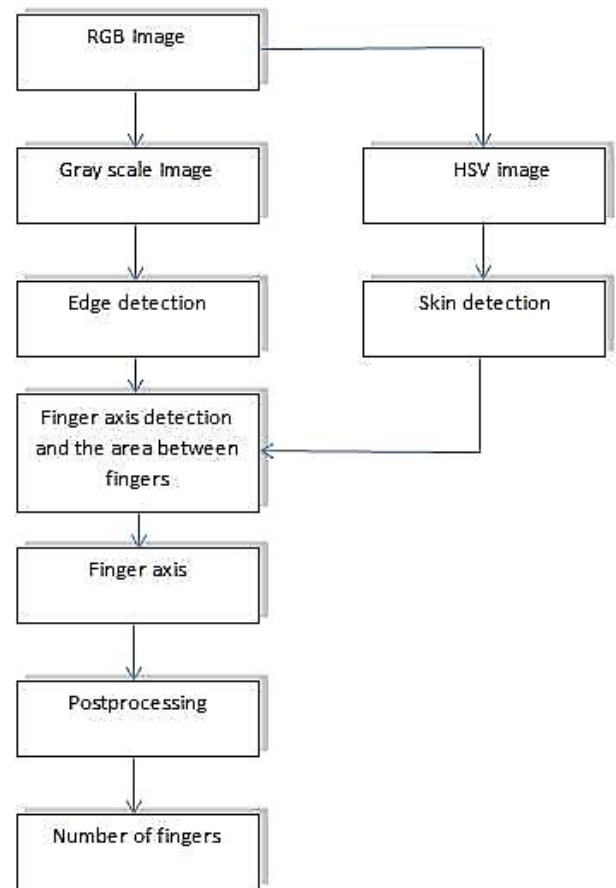 RGB Image
Gray scale Image
HSV image
Edge detection
Skin detection
Finger axis detection
and the area between
fingers
Finger axis
Postprocessing
Number of fingers